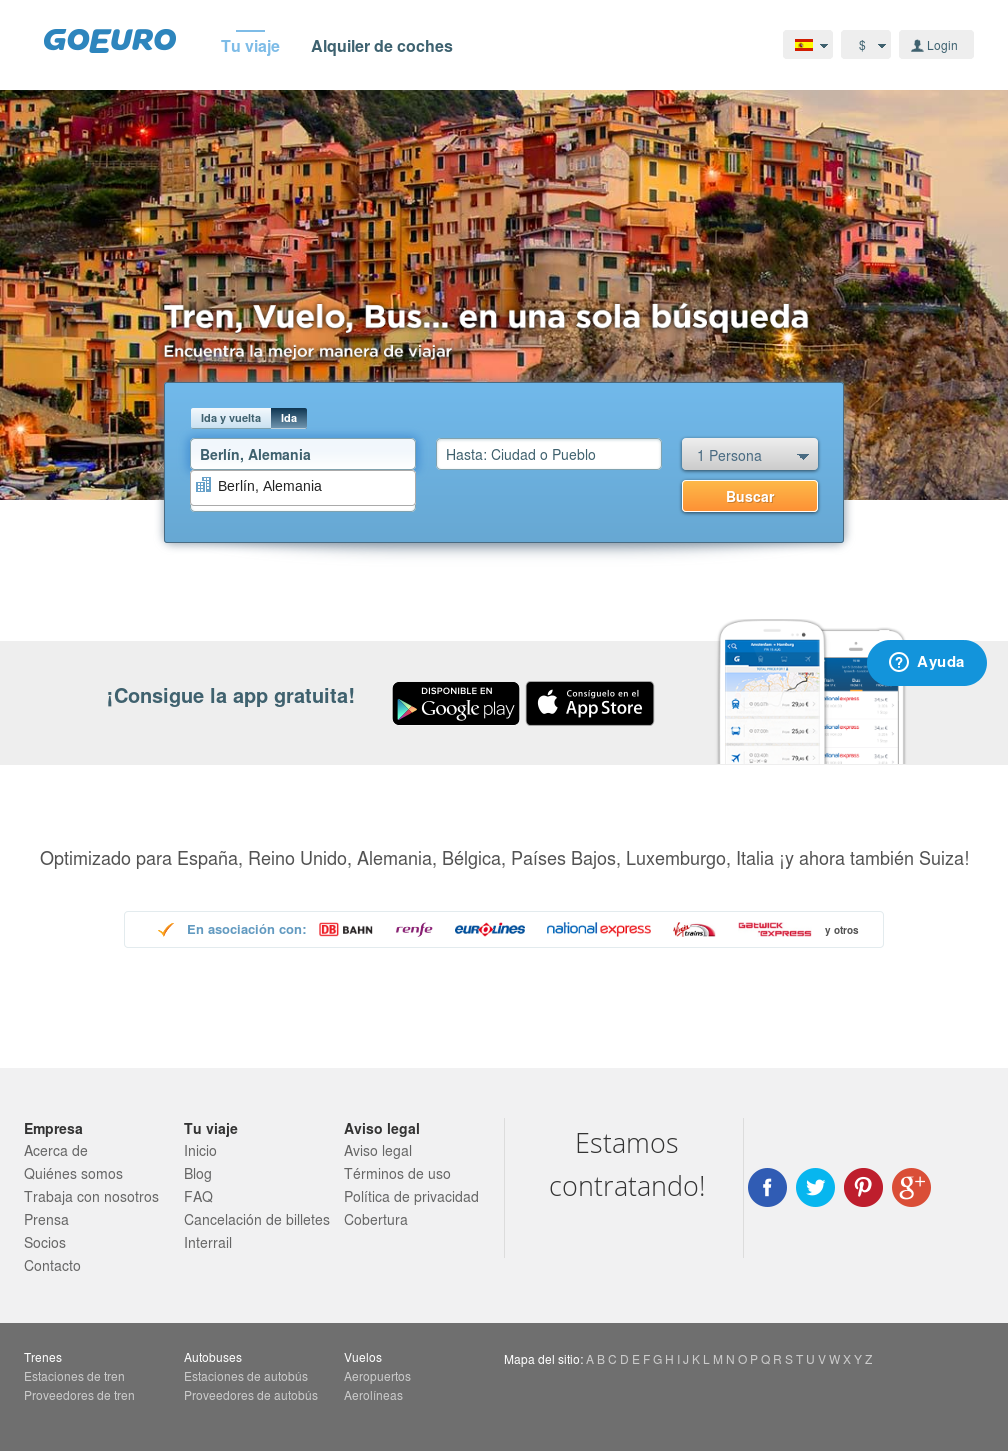 GOEURO
Tu viaje
Alquiler de coches
$
Login
Tren, Vuelo, Bus... en una sola búsqueda
Encuentra la mejor manera de viajar
Ida y vuelta
Ida
Berlín, Alemania
Hasta: Ciudad o Pueblo
1 Persona
Berlín, Alemania
Buscar
¡Consigue la app gratuita!
DISPONIBLE EN
Google play
Consíguelo en el
App Store
Ayuda
Optimizado para España, Reino Unido, Alemania, Bélgica, Países Bajos, Luxemburgo, Italia ¡y ahora también Suiza!
En asociación con:
DB BAHN
renfe
EUROLINES
national express
Virgin trains
GATWICK EXPRESS
y otros
Empresa
Acerca de
Quiénes somos
Trabaja con nosotros
Prensa
Socios
Contacto
Tu viaje
Inicio
Blog
FAQ
Cancelación de billetes
Interrail
Aviso legal
Aviso legal
Términos de uso
Política de privacidad
Cobertura
Estamos
contratando!
Trenes
Estaciones de tren
Proveedores de tren
Autobuses
Estaciones de autobús
Proveedores de autobús
Vuelos
Aeropuertos
Aerolíneas
Mapa del sitio: A B C D E F G H I J K L M N O P Q R S T U V W X Y Z